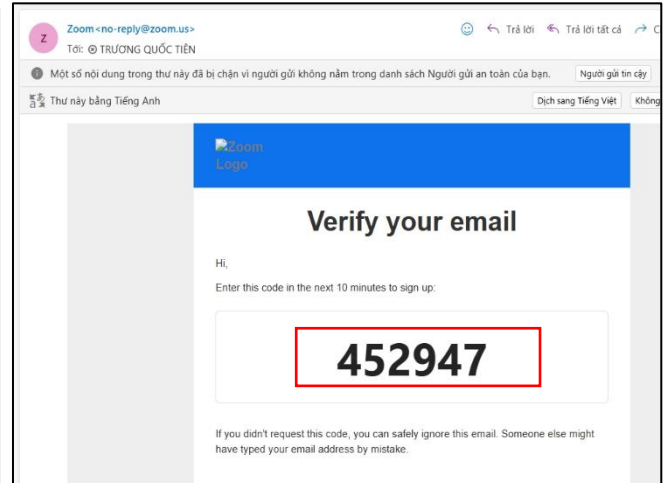 Zoom<no-reply@zoom.us>
Trả lời
Trả lời tất cả
C
Z
Tới: TRƯƠNG QUỐC TIÊN
Một số nội dung trong thư này đã bị chặn vì người gửi không nằm trong danh sách Người gửi an toàn của bạn.
Người gửi tin cậy
Thư này bằng Tiếng Anh
Dịch sang Tiếng Việt
Không
Zoom
Logo
Verify your email
Hi,
Enter this code in the next 10 minutes to sign up:
452947
If you didn't request this code, you can safely ignore this email. Someone else might
have typed your email address by mistake.